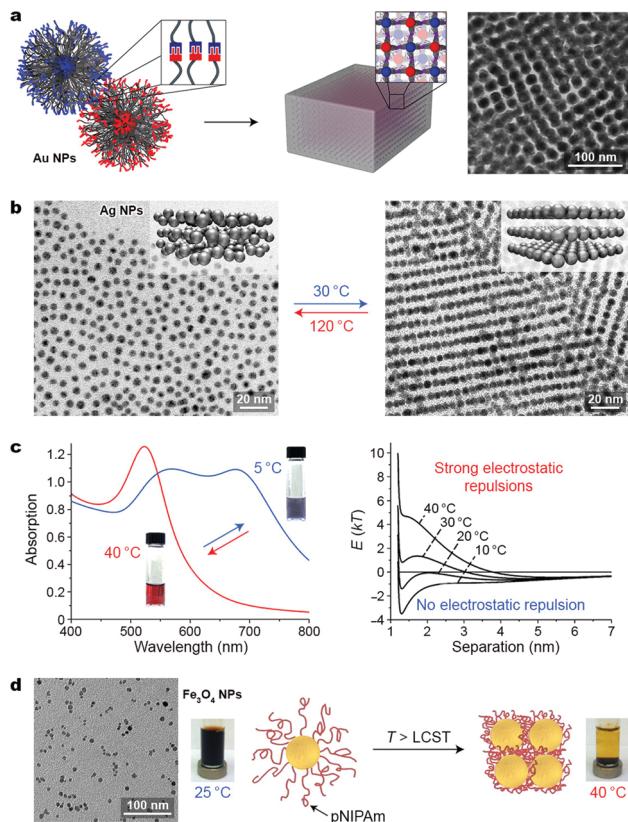 a
Au NPs
100 nm
b
Ag NPs
30 °C
120 °C
20 nm
20 nm
c
Absorption
1.2
1.0
0.8
0.6
0.4
0.2
0
400
500
600
700
800
Wavelength (nm)
5 °C
40 °C
E (kT)
10
8
6
4
2
0
−2
−4
Strong electrostatic
repulsions
40 °C
30 °C
20 °C
10 °C
No electrostatic repulsion
1
2
3
4
5
6
7
Separation (nm)
d
100 nm
Fe₃O₄ NPs
25 °C
pNIPAm
T > LCST
40 °C